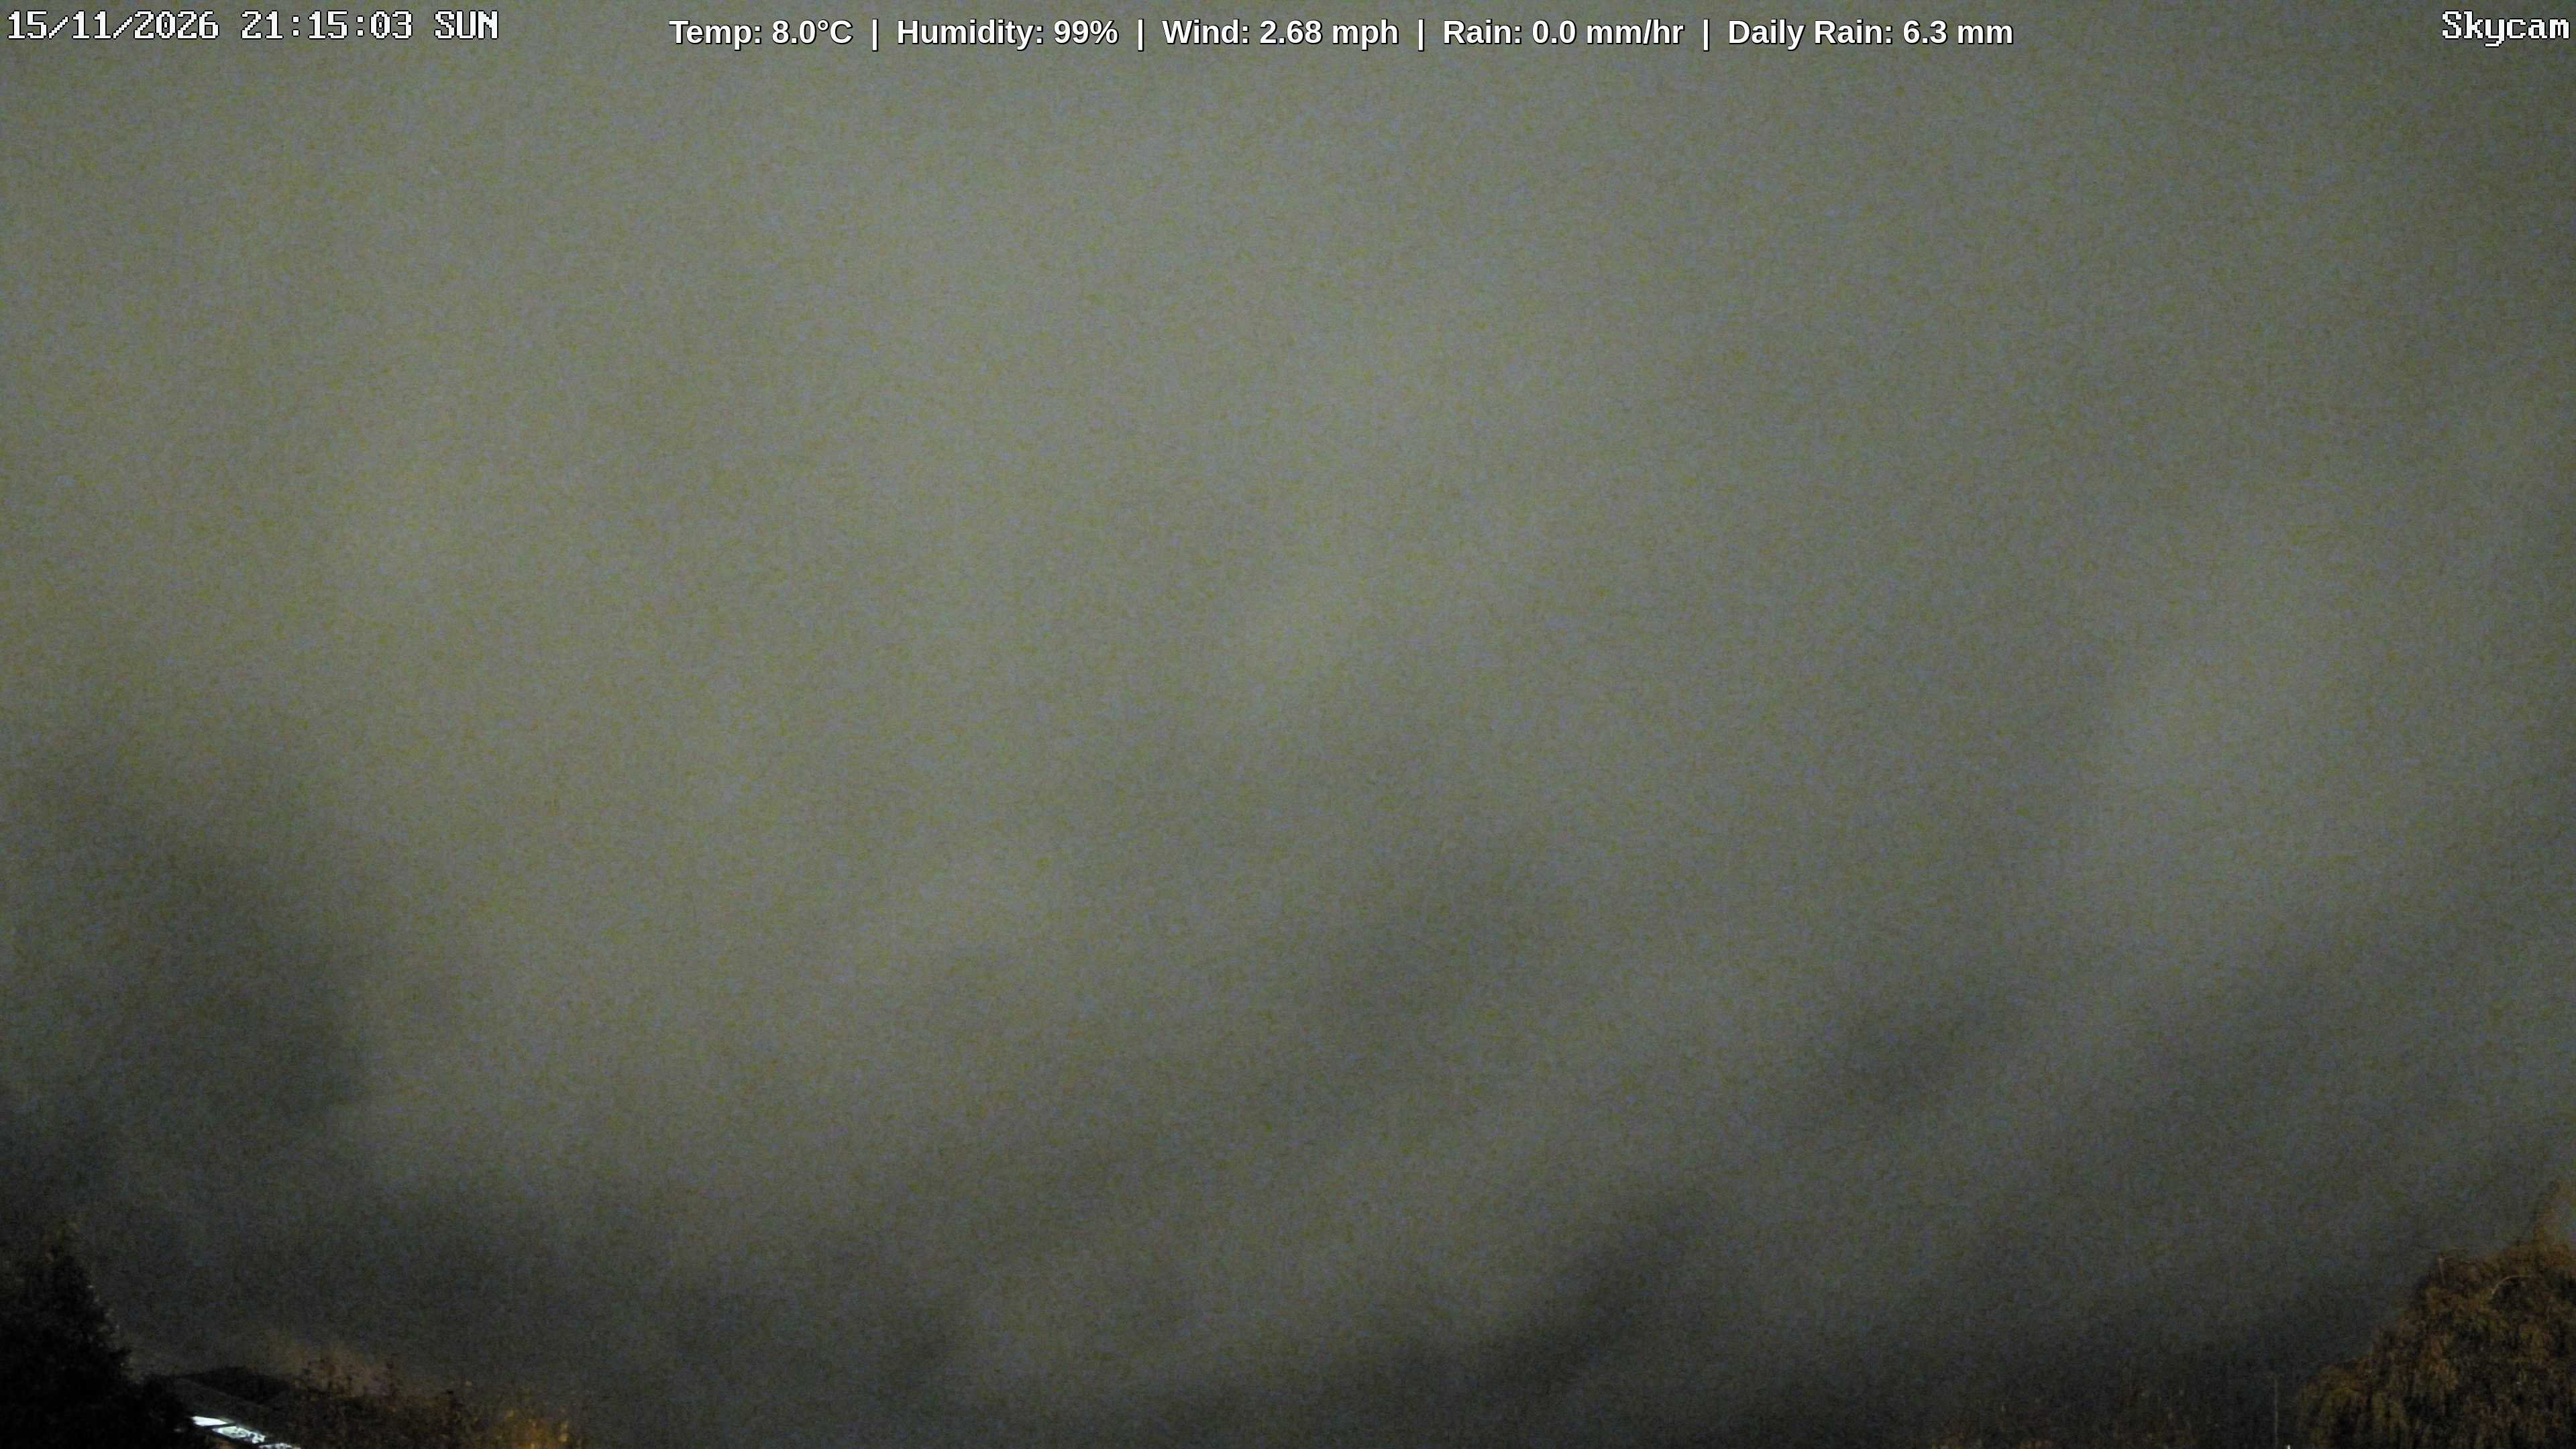 15/11/2026 21:15:03 SUN
Temp: 8.0°C | Humidity: 99% | Wind: 2.68 mph | Rain: 0.0 mm/hr | Daily Rain: 6.3 mm
Skycam